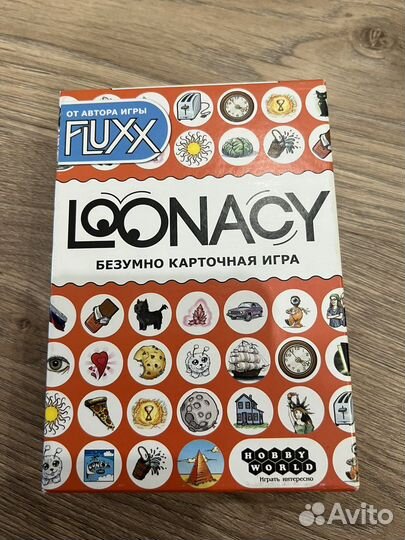 ОТ АВТОРА ИГРЫ
FLUXX
LOONACY
БЕЗУМНО КАРТОЧНАЯ ИГРА
HOBBY
WORLD
Играть интересно
Avito